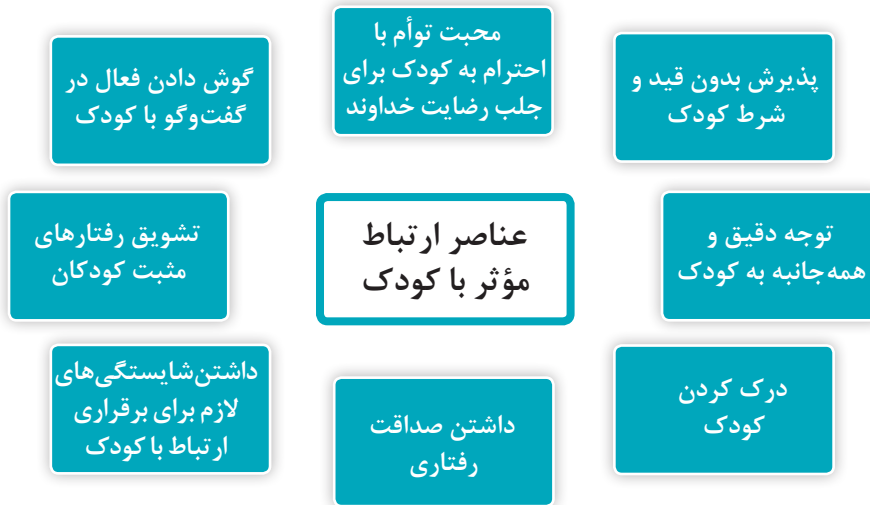 محبت توأم با
احترام به کودک برای
جلب رضایت خداوند
پذیرش بدون قید و
شرط کودک
توجه دقیق و
همه‌جانبه به کودک
درک کردن
کودک
داشتن صداقت
رفتاری
داشتن‌شایستگی‌های
لازم برای برقراری
ارتباط با کودک
تشویق رفتارهای
مثبت کودکان
گوش دادن فعال در
گفت‌وگو با کودک
عناصر ارتباط
مؤثر با کودک